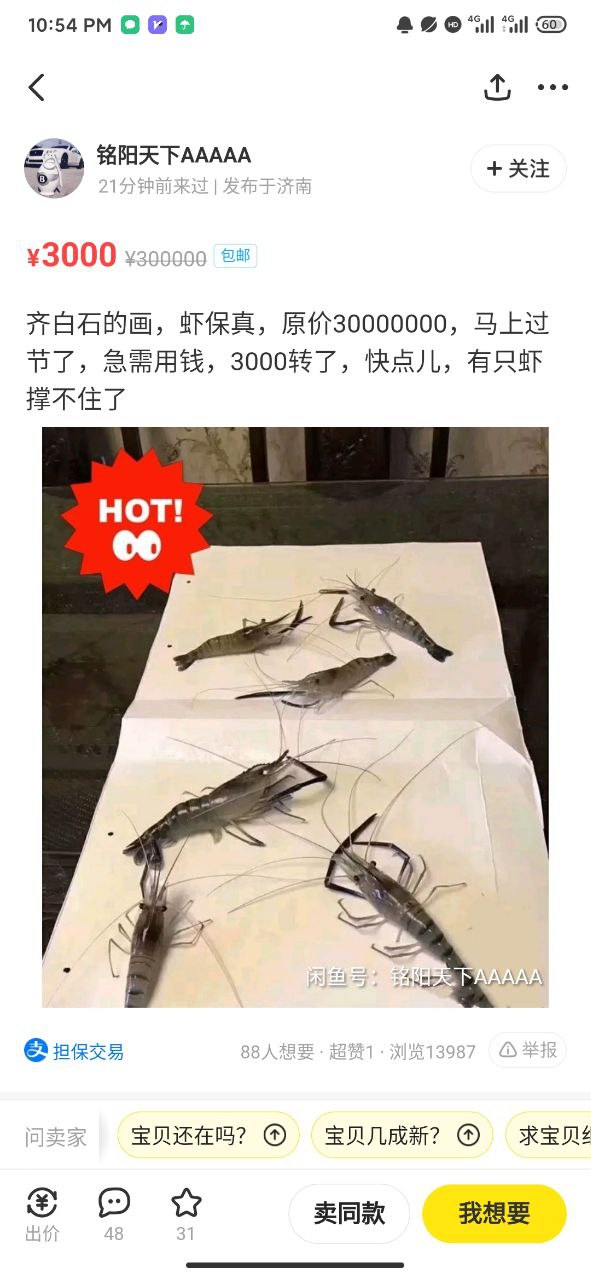 10:54 PM
HD 4G 4G 60
铭阳天下AAAAA
+ 关注
21分钟前来过 | 发布于济南
¥3000 ¥300000 包邮
齐白石的画，虾保真，原价30000000，马上过
节了，急需用钱，3000转了，快点儿，有只虾
撑不住了
HOT!
闲鱼号：铭阳天下AAAAA
支 担保交易 88人想要 · 超赞1 · 浏览13987 举报
问卖家 宝贝还在吗？ 宝贝几成新？ 求宝贝
出价 48 31 卖同款 我想要